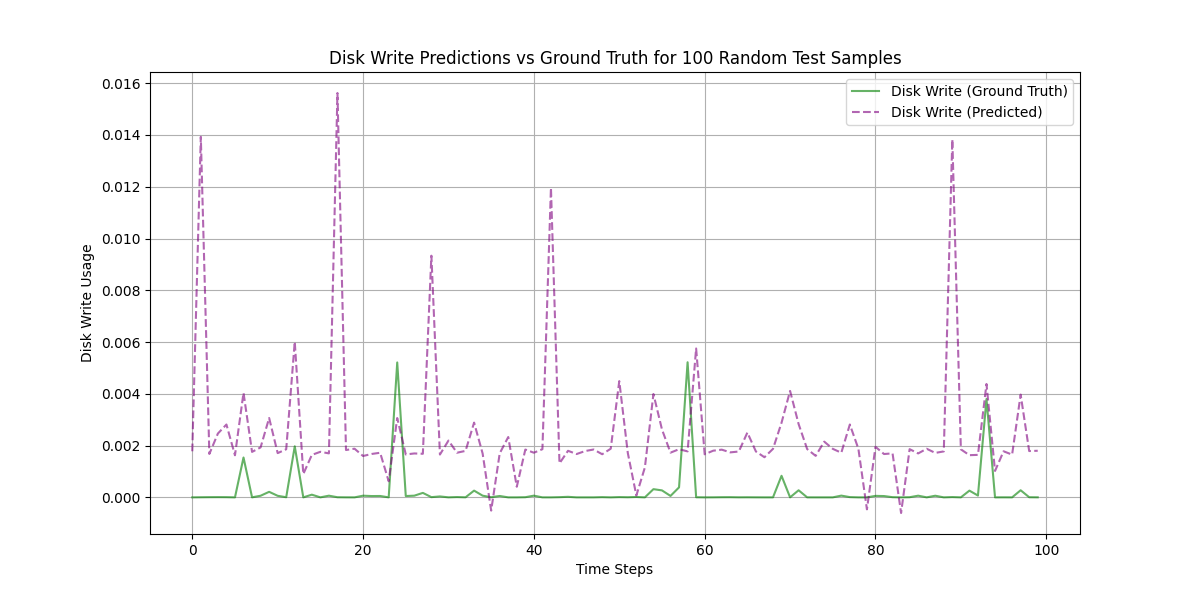 Disk Write Predictions vs Ground Truth for 100 Random Test Samples
Disk Write (Ground Truth)
Disk Write (Predicted)
Disk Write Usage
0.016
0.014
0.012
0.010
0.008
0.006
0.004
0.002
0.000
0 20 40 60 80 100
Time Steps